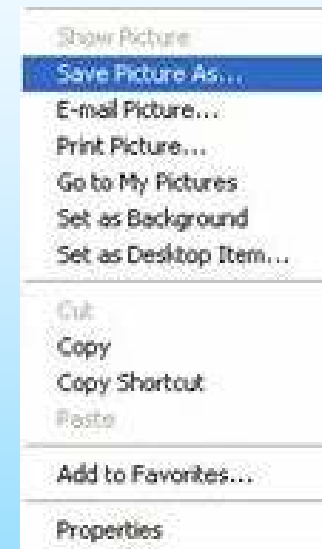 Show Picture
Save Picture As...
E-mail Picture...
Print Picture...
Go to My Pictures
Set as Background
Set as Desktop Item...
Cut
Copy
Copy Shortcut
Paste
Add to Favorites...
Properties